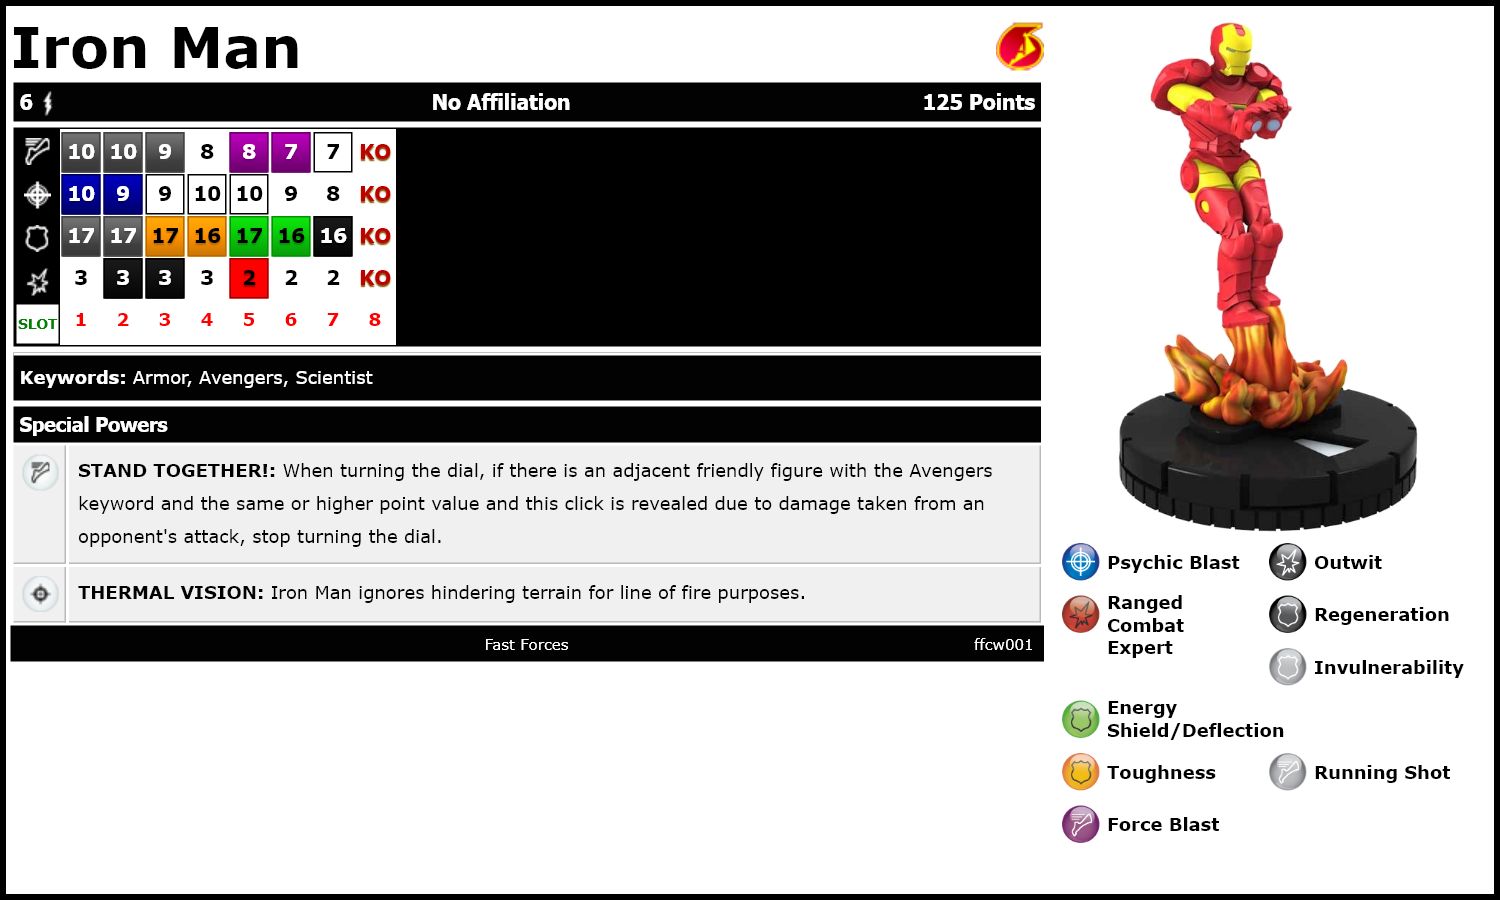 Iron Man
6 No Affiliation 125 Points
10 10 9 8 8 7 7 KO
10 9 9 10 10 9 8 KO
17 17 17 16 17 16 16 KO
3 3 3 3 2 2 2 KO
SLOT 1 2 3 4 5 6 7 8
Keywords: Armor, Avengers, Scientist
Special Powers
STAND TOGETHER!: When turning the dial, if there is an adjacent friendly figure with the Avengers
keyword and the same or higher point value and this click is revealed due to damage taken from an
opponent's attack, stop turning the dial.
THERMAL VISION: Iron Man ignores hindering terrain for line of fire purposes.
Fast Forces ffcw001
Psychic Blast
Outwit
Ranged
Combat
Expert
Regeneration
Invulnerability
Energy
Shield/Deflection
Toughness
Running Shot
Force Blast